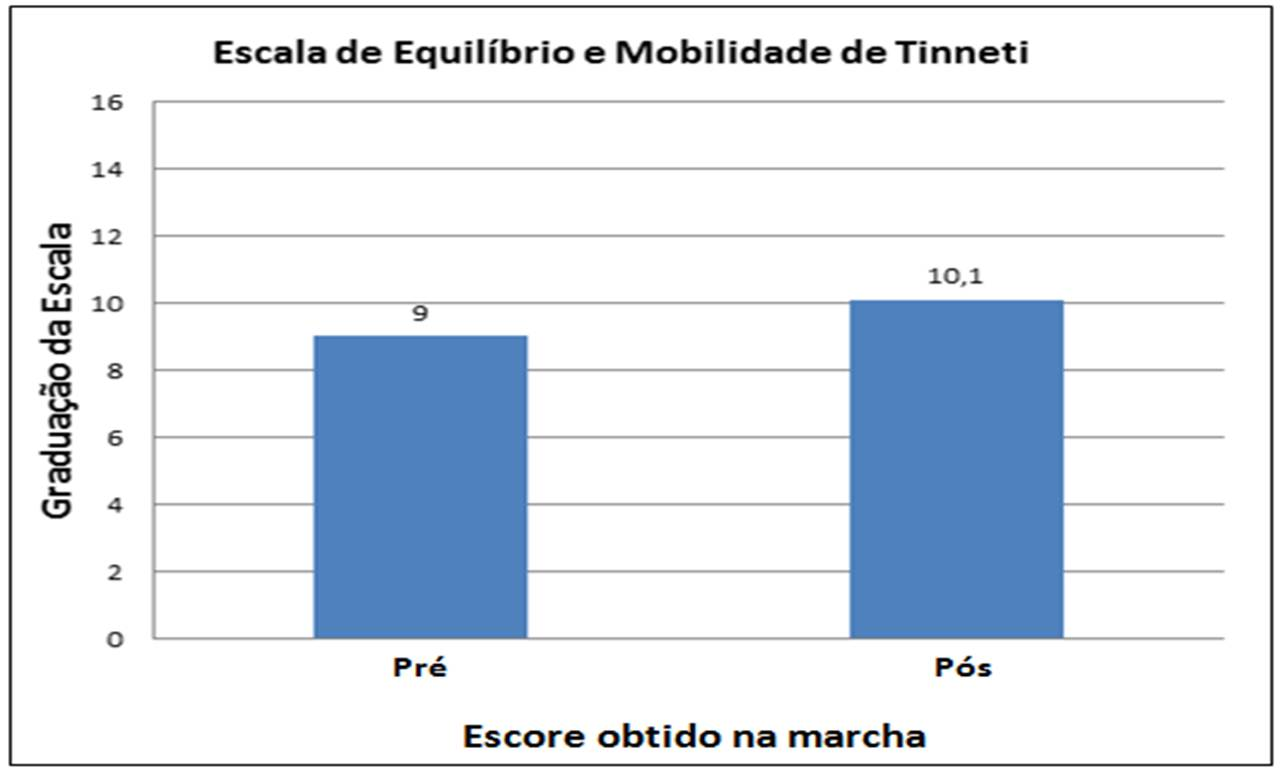 Escala de Equilíbrio e Mobilidade de Tinneti
Graduação da Escala
16
14
12
10
8
6
4
2
0
9
10,1
Pré
Pós
Escore obtido na marcha